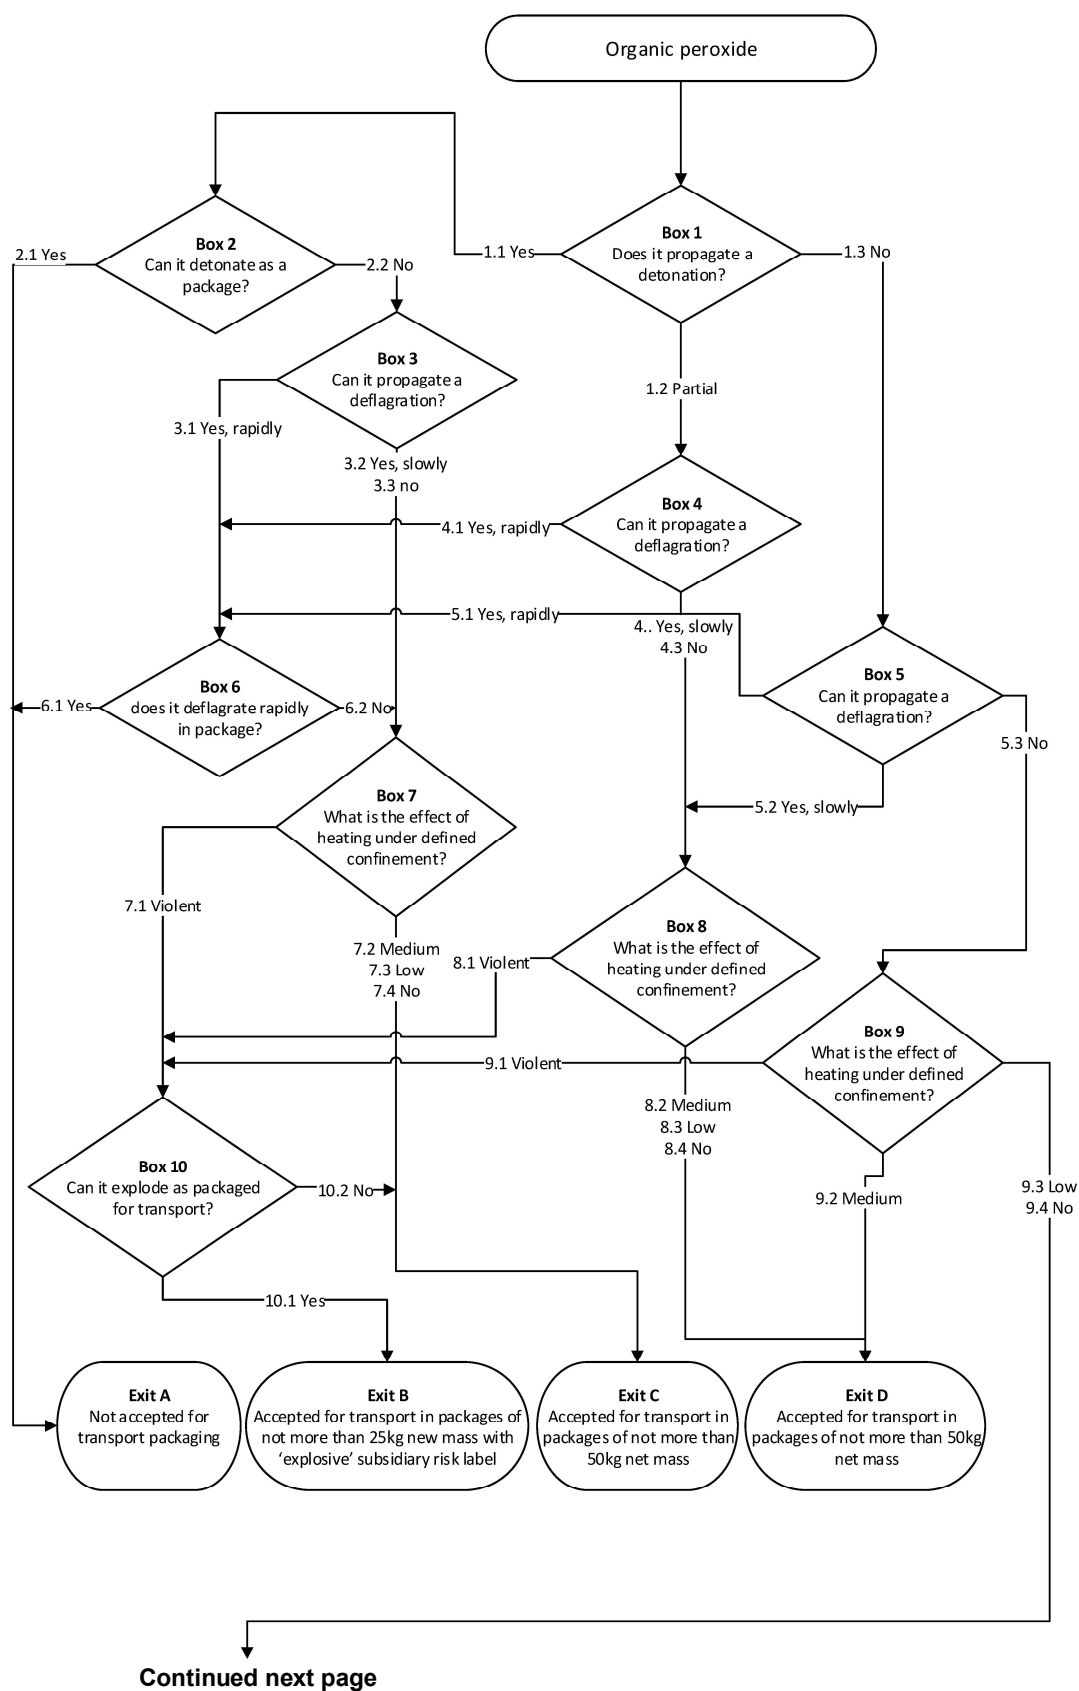 Organic peroxide
Box 1
Does it propagate a
detonation?
1.1 Yes
1.3 No
1.2 Partial
Box 2
Can it detonate as a
package?
2.1 Yes
2.2 No
Box 3
Can it propagate a
deflagration?
3.1 Yes, rapidly
3.2 Yes, slowly
3.3 no
Box 4
Can it propagate a
deflagration?
4.1 Yes, rapidly
4.. Yes, slowly
4.3 No
5.1 Yes, rapidly
Box 5
Can it propagate a
deflagration?
5.3 No
5.2 Yes, slowly
Box 6
does it deflagrate rapidly
in package?
6.1 Yes
6.2 No
Box 7
What is the effect of
heating under defined
confinement?
7.1 Violent
7.2 Medium
7.3 Low
7.4 No
Box 8
What is the effect of
heating under defined
confinement?
8.1 Violent
8.2 Medium
8.3 Low
8.4 No
Box 9
What is the effect of
heating under defined
confinement?
9.1 Violent
9.2 Medium
9.3 Low
9.4 No
Box 10
Can it explode as packaged
for transport?
10.2 No
10.1 Yes
Exit A
Not accepted for
transport packaging
Exit B
Accepted for transport in packages of
not more than 25kg new mass with
‘explosive’ subsidiary risk label
Exit C
Accepted for transport in
packages of not more than
50kg net mass
Exit D
Accepted for transport in
packages of not more than 50kg
net mass
Continued next page